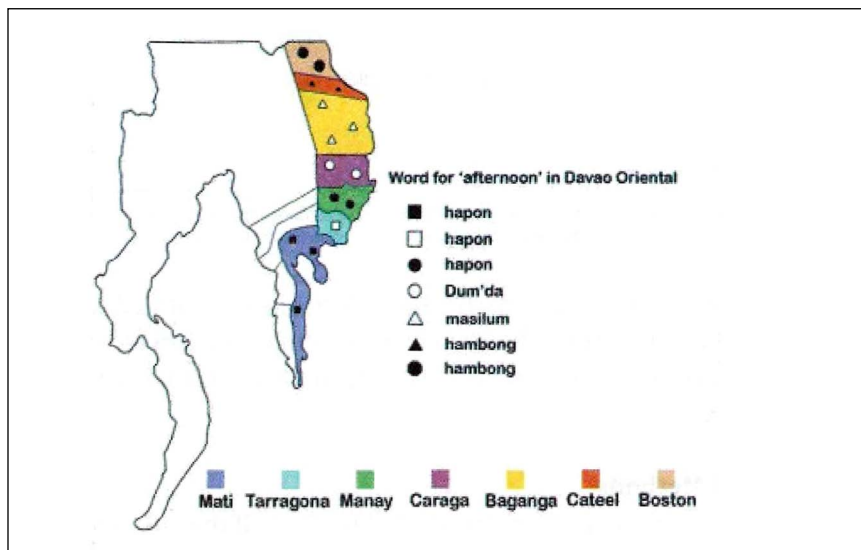 Word for 'afternoon' in Davao Oriental
hapon
hapon
hapon
Dum'da
masilum
hambong
hambong
Mati Tarragona Manay Caraga Baganga Cateel Boston